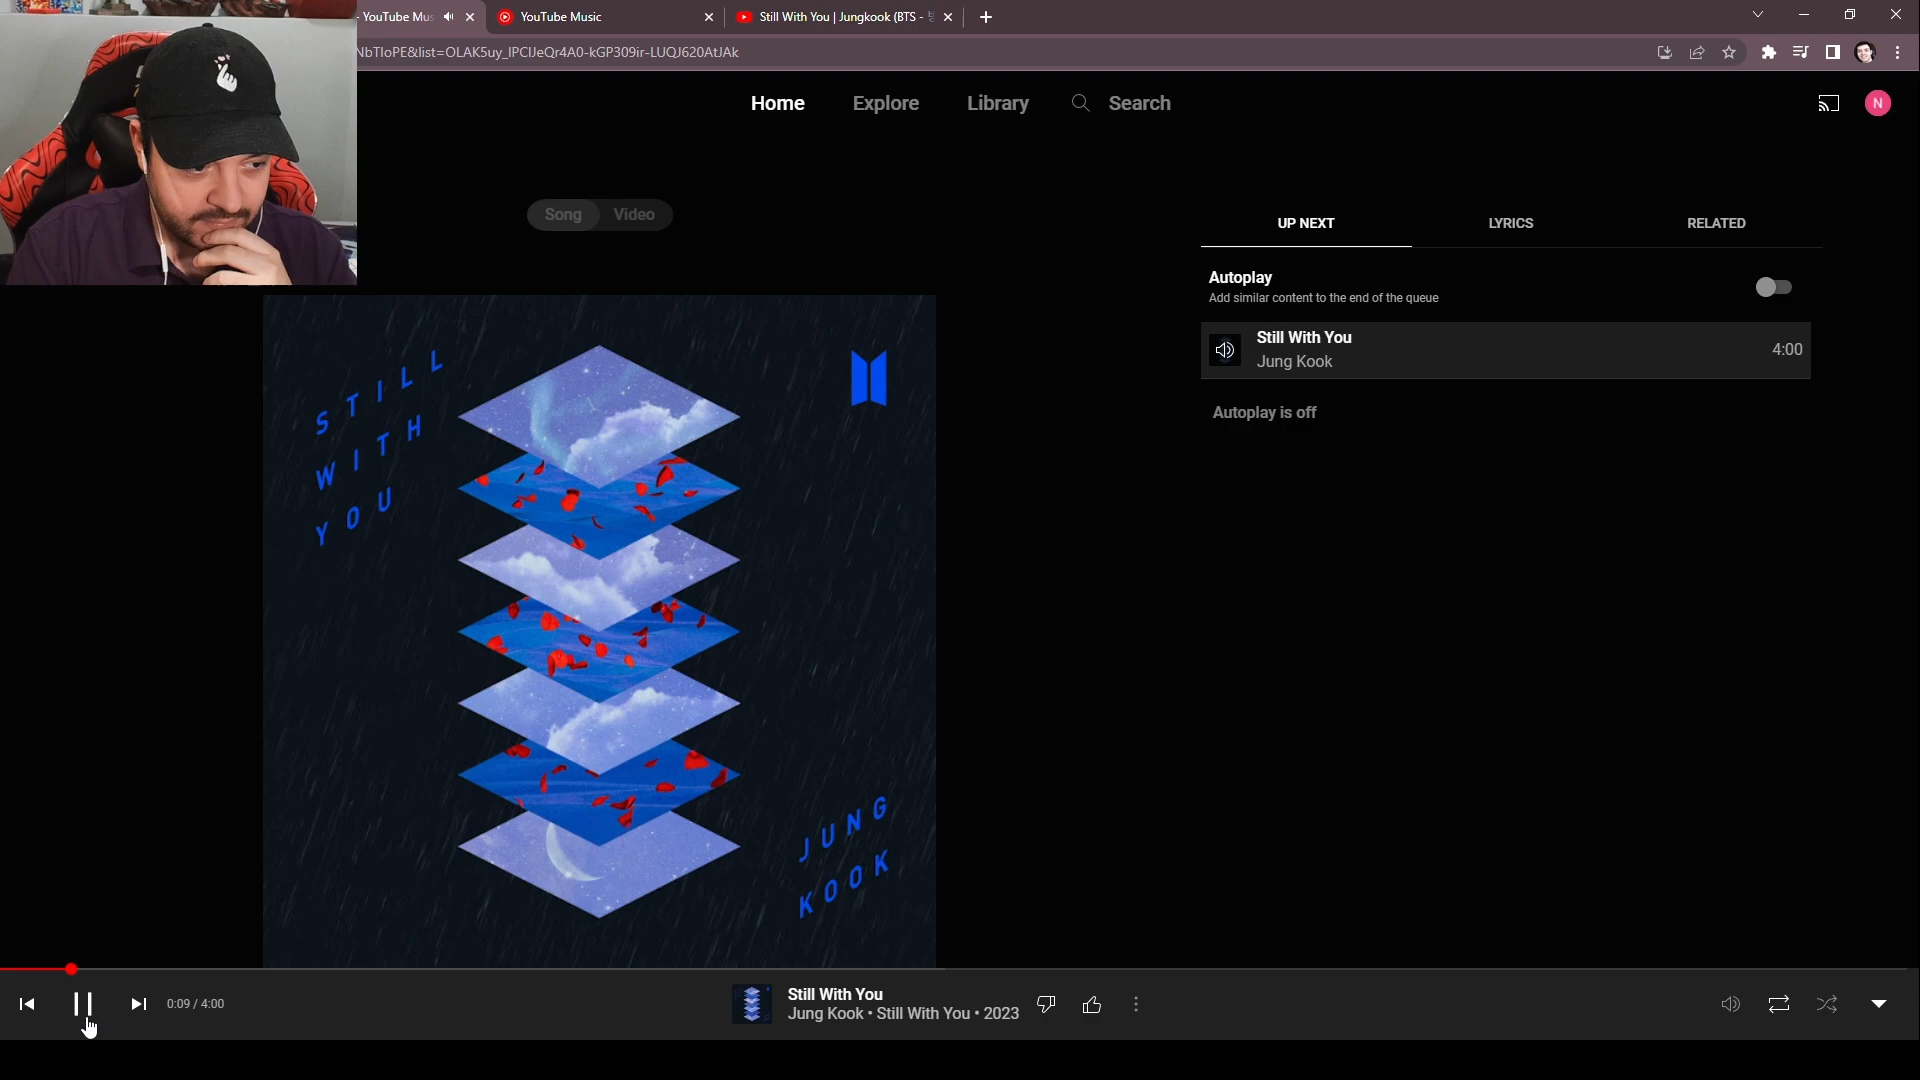 YouTube Mus
YouTube Music
Still With You | Jungkook (BTS -
NbTIoPE&list=OLAK5uy_lPClJeQr4A0-kGP309ir-LUQJ620AtJAk
Home
Explore
Library
Search
N
Song
Video
UP NEXT
LYRICS
RELATED
Autoplay
Add similar content to the end of the queue
Still With You
4:00
Jung Kook
Autoplay is off
STILL
WITH
YOU
JUNG
KOOK
0:09 / 4:00
Still With You
Jung Kook • Still With You • 2023